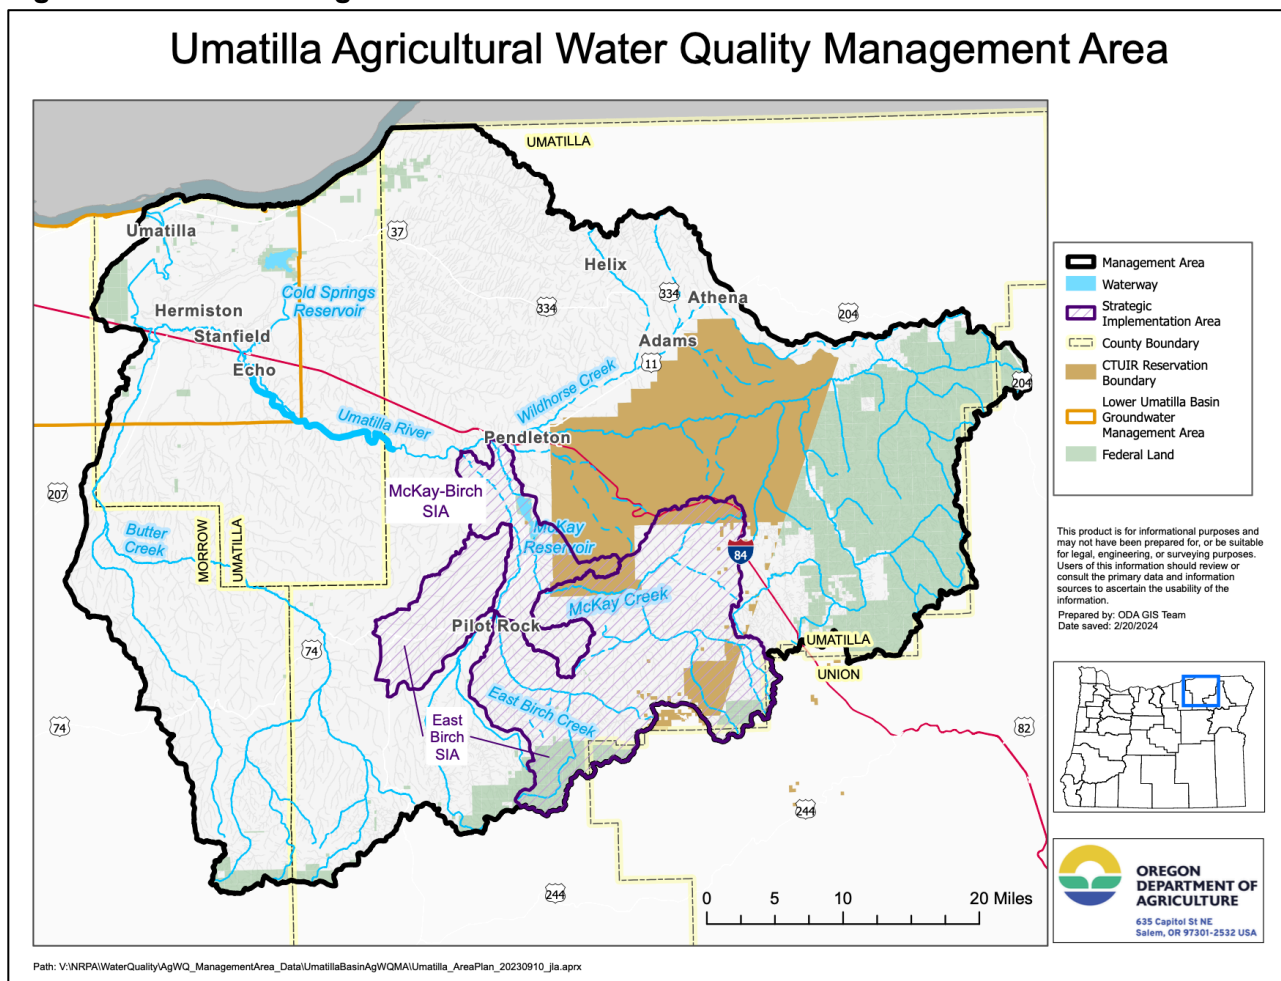 Umatilla Agricultural Water Quality Management Area
UMATILLA
37
Umatilla
Helix
Cold Springs
Reservoir
334
334
Athena
204
Hermiston
Stanfield
Adams
Echo
11
204
Wildhorse Creek
Umatilla River
Pendleton
207
McKay-Birch
SIA
Butter
Creek
MORROW
UMATILLA
McKay
Reservoir
84
McKay Creek
Pilot Rock
74
UMATILLA
UNION
East Birch Creek
East
Birch
SIA
74
82
244
244
0 5 10 20 Miles
Management Area
Waterway
Strategic
Implementation Area
County Boundary
CTUIR Reservation
Boundary
Lower Umatilla Basin
Groundwater
Management Area
Federal Land
This product is for informational purposes and
may not have been prepared for, or be suitable
for legal, engineering, or surveying purposes.
Users of this information should review or
consult the primary data and information
sources to ascertain the usability of the
information.
Prepared by: ODA GIS Team
Date saved: 2/20/2024
OREGON
DEPARTMENT OF
AGRICULTURE
635 Capitol St NE
Salem, OR 97301-2532 USA
Path: V:\NRPA\WaterQuality\AgWQ_ManagementArea_Data\UmatillaBasinAgWQMA\Umatilla_AreaPlan_20230910_jla.aprx